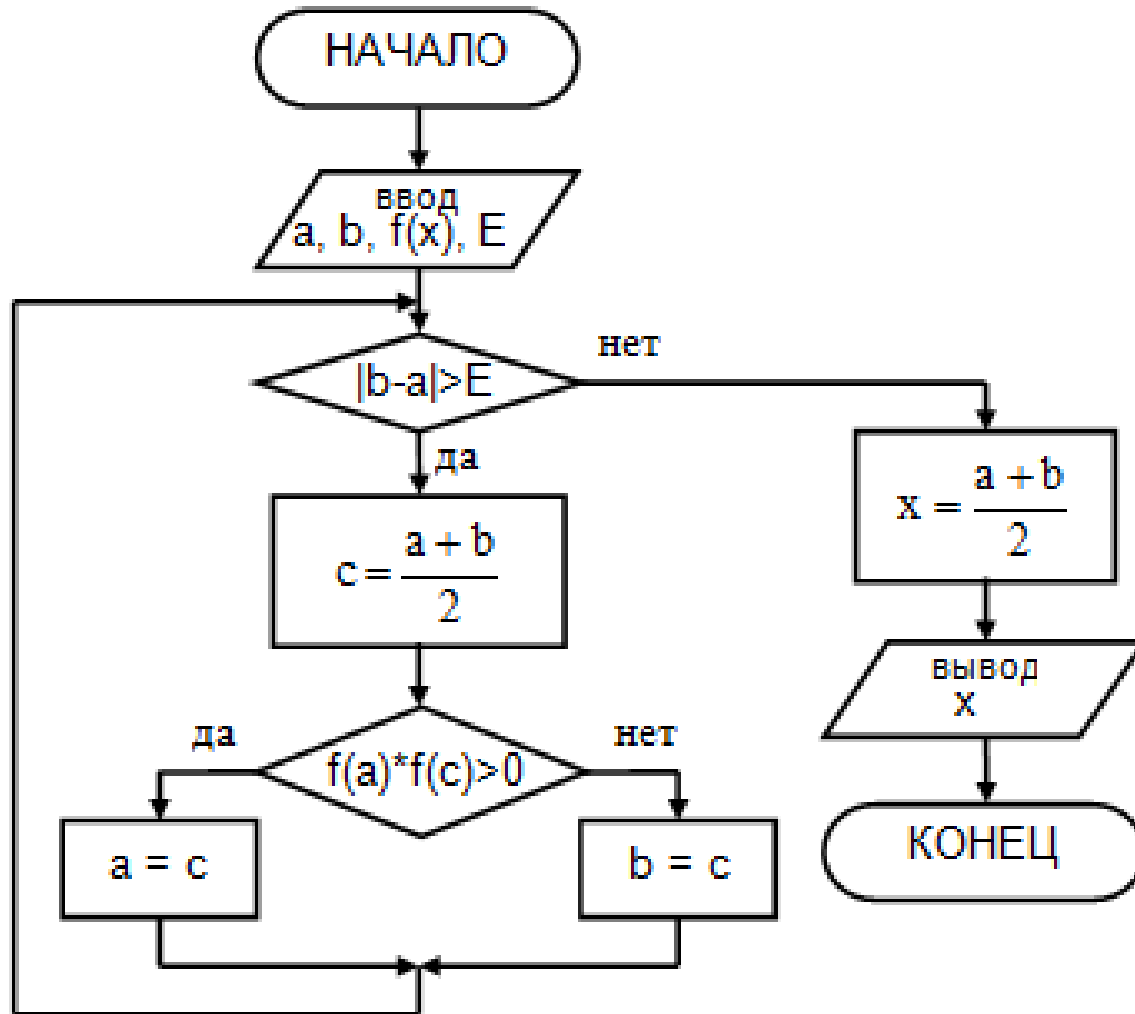 НАЧАЛО
ввод
a, b, f(x), E
|b-a|>E
нет
да
c = a + b / 2
x = a + b / 2
вывод
x
f(a)*f(c)>0
да
нет
a = c
b = c
КОНЕЦ